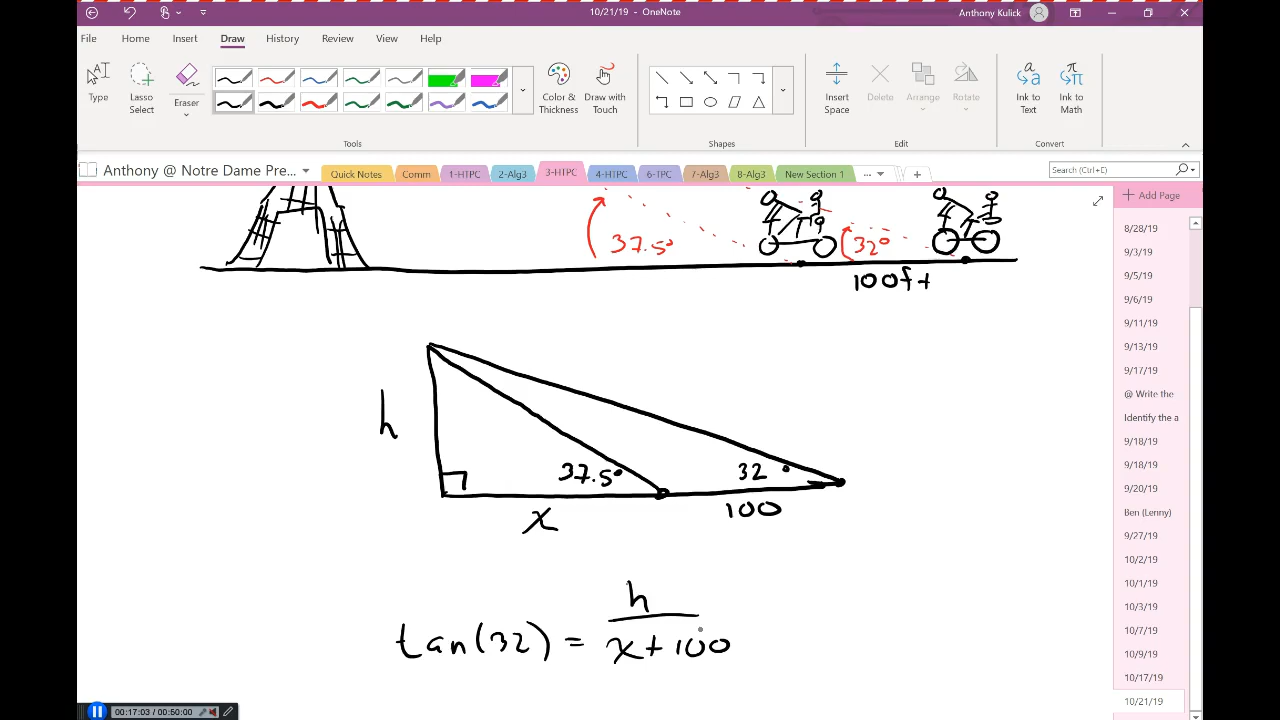 10/21/19 - OneNote
Anthony Kulick
File Home Insert Draw History Review View Help
Type
Lasso Select
Eraser
Color & Thickness
Draw with Touch
Insert Space
Delete
Arrange
Rotate
Ink to Text
Ink to Math
Tools
Shapes
Edit
Convert
Anthony @ Notre Dame Pre...
Quick Notes Comm 1-HTPC 2-Alg3 3-HTPC 4-HTPC 6-TPC 7-Alg3 8-Alg3 New Section 1 ... +
Search (Ctrl+E)
+ Add Page
8/28/19
9/3/19
9/5/19
9/6/19
9/11/19
9/13/19
9/17/19
@ Write the
Identify the a
9/18/19
9/18/19
9/20/19
Ben (Lenny)
9/27/19
10/2/19
10/1/19
10/3/19
10/7/19
10/9/19
10/17/19
10/21/19
37.5°
32°
100ft
h
37.5°
32°
x
100
h
tan(32) = x+100
00:17:03 / 00:50:00